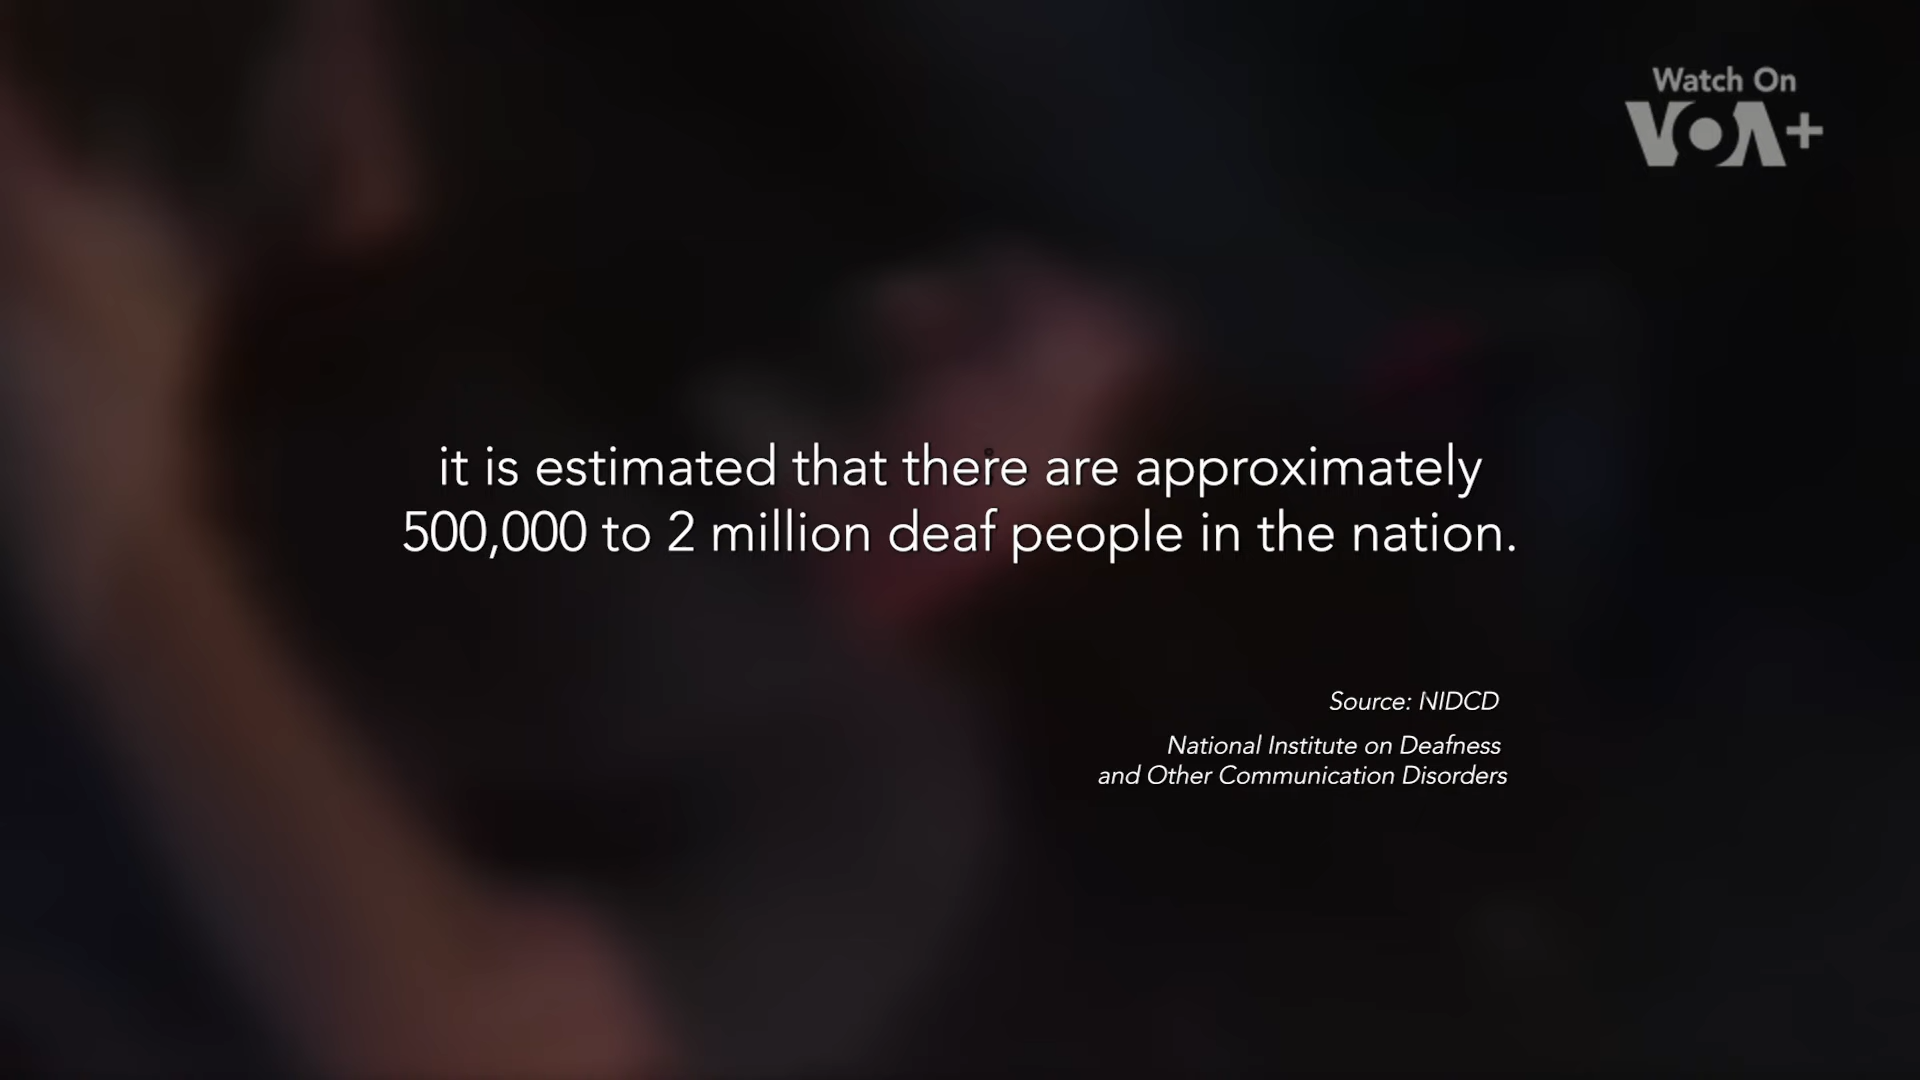 Watch On
VOA+
it is estimated that there are approximately
500,000 to 2 million deaf people in the nation.
Source: NIDCD
National Institute on Deafness
and Other Communication Disorders